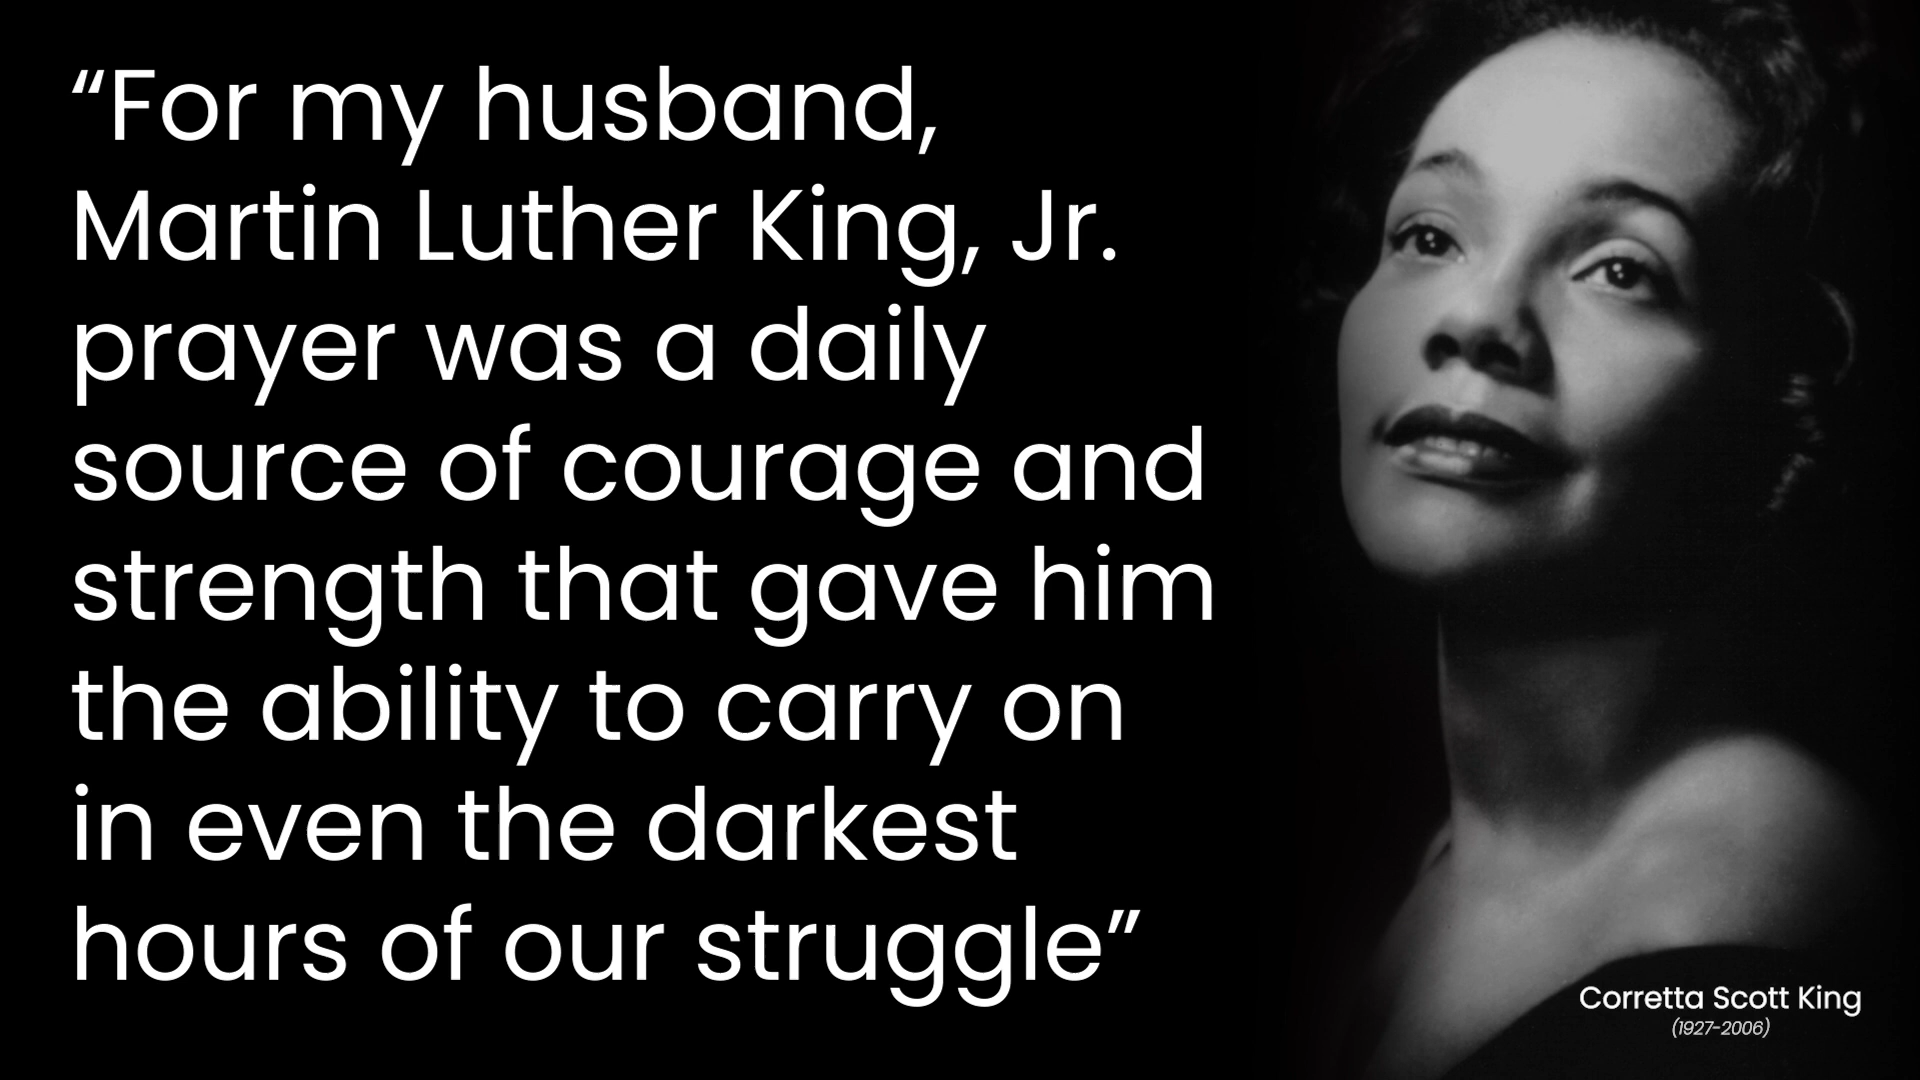 “For my husband,
Martin Luther King, Jr.
prayer was a daily
source of courage and
strength that gave him
the ability to carry on
in even the darkest
hours of our struggle”
Corretta Scott King
(1927-2006)